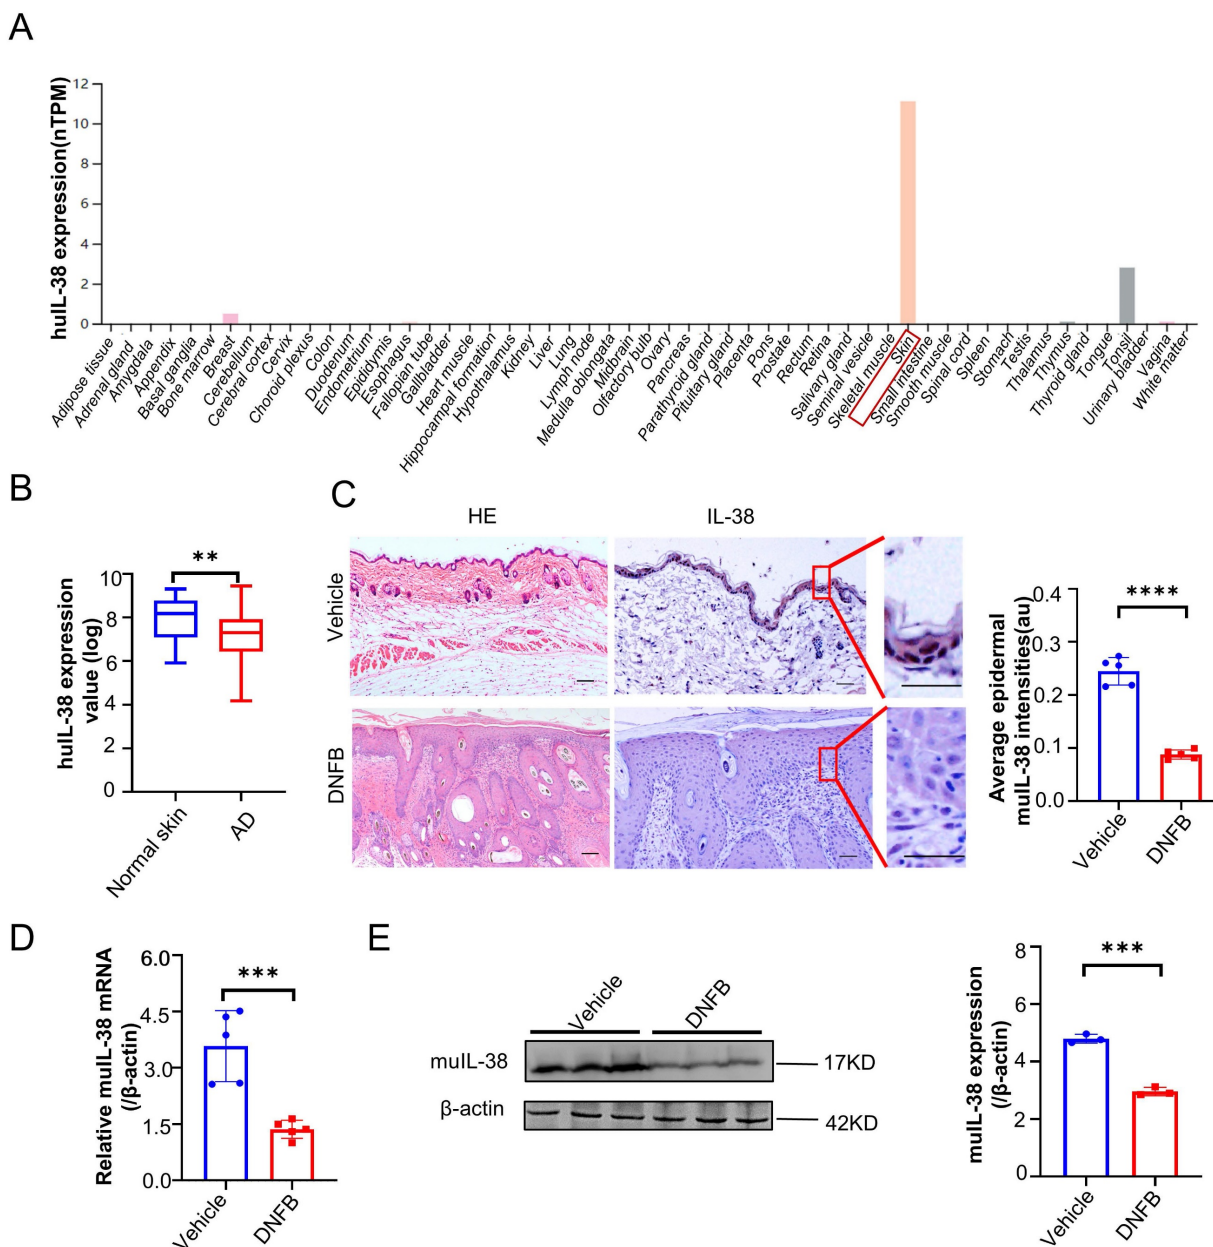 A
huIL-38 expression(nTPM)
12
10
8
6
4
2
0
Adipose tissue
Adrenal gland
Amygdala
Appendix
Basal ganglia
Bone marrow
Breast
Cerebellum
Cerebral cortex
Cervix
Choroid plexus
Colon
Duodenum
Endometrium
Epididymis
Esophagus
Fallopian tube
Gallbladder
Heart muscle
Hippocampal formation
Hypothalamus
Kidney
Liver
Lung
Lymph node
Medulla oblongata
Midbrain
Olfactory bulb
Ovary
Pancreas
Parathyroid gland
Pituitary gland
Placenta
Pons
Prostate
Rectum
Retina
Salivary gland
Seminal vesicle
Skeletal muscle
Skin
Small intestine
Smooth muscle
Spinal cord
Spleen
Stomach
Testis
Thalamus
Thymus
Thyroid gland
Tongue
Tonsil
Urinary bladder
Vagina
White matter
B
huIL-38 expression
value (log)
10
8
6
4
2
0
**
Normal skin
AD
C
HE
IL-38
Vehicle
DNFB
Average epidermal
muIL-38 intensities(au)
0.4
0.3
0.2
0.1
0.0
****
Vehicle
DNFB
D
Relative muIL-38 mRNA
(/β-actin)
6.0
4.5
3.0
1.5
0.0
***
Vehicle
DNFB
E
Vehicle
DNFB
muIL-38
17KD
β-actin
42KD
muIL-38 expression
(/β-actin)
8
6
4
2
0
***
Vehicle
DNFB